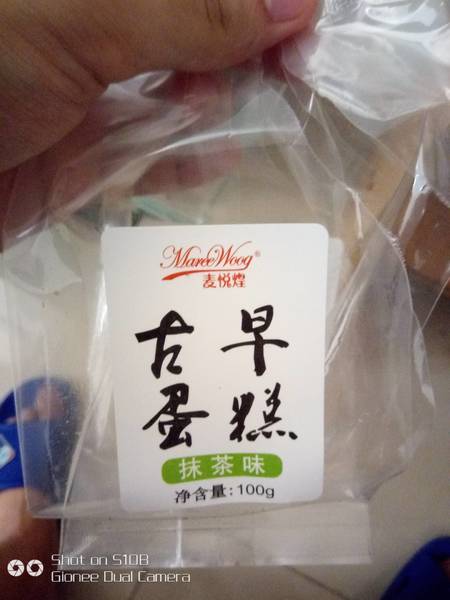 MareeWoog®
麦悦煌
古早
蛋糕
抹茶味
净含量:100g
Shot on S10B
Gionee Dual Camera